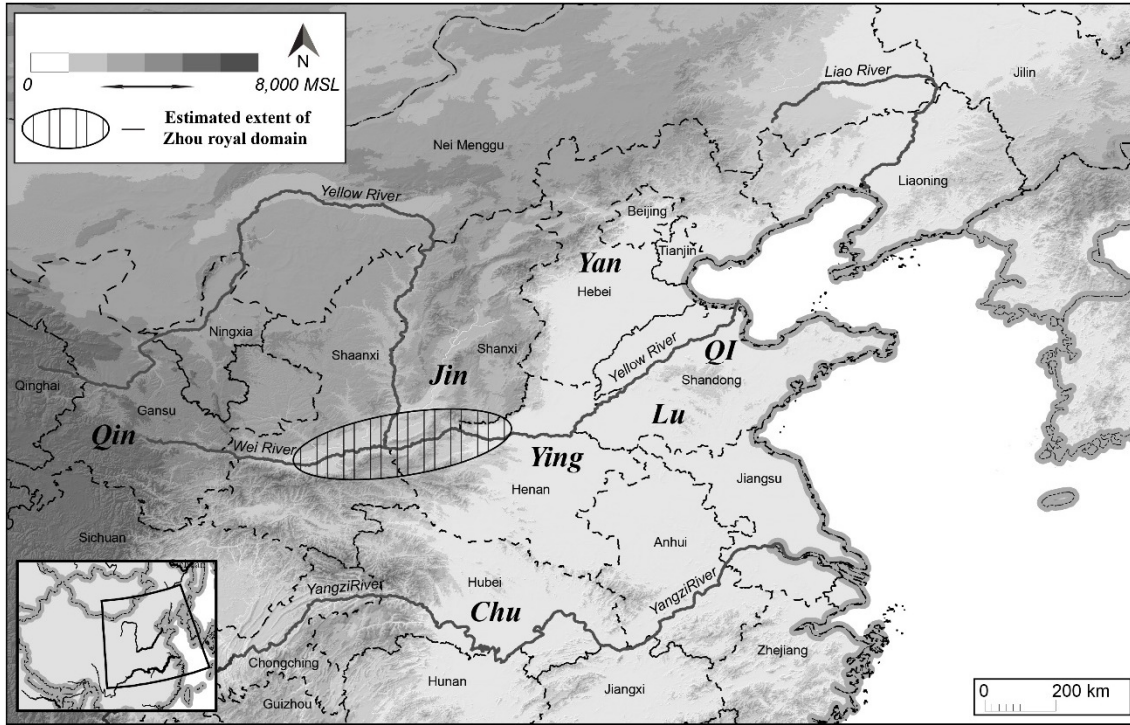 N
0 8,000 MSL
Estimated extent of
Zhou royal domain
Liao River
Jilin
Nei Menggu
Liaoning
Yellow River
Beijing
Tianjin
Yan
Hebei
Ningxia
Shaanxi
Shanxi
Yellow River
QI
Shandong
Jin
Qinghai
Gansu
Lu
Qin
Wei River
Ying
Henan
Jiangsu
Sichuan
Anhui
Hubei
YangziRiver
YangziRiver
Chu
Zhejiang
Chongching
Hunan
Jiangxi
Guizhou
0 200 km